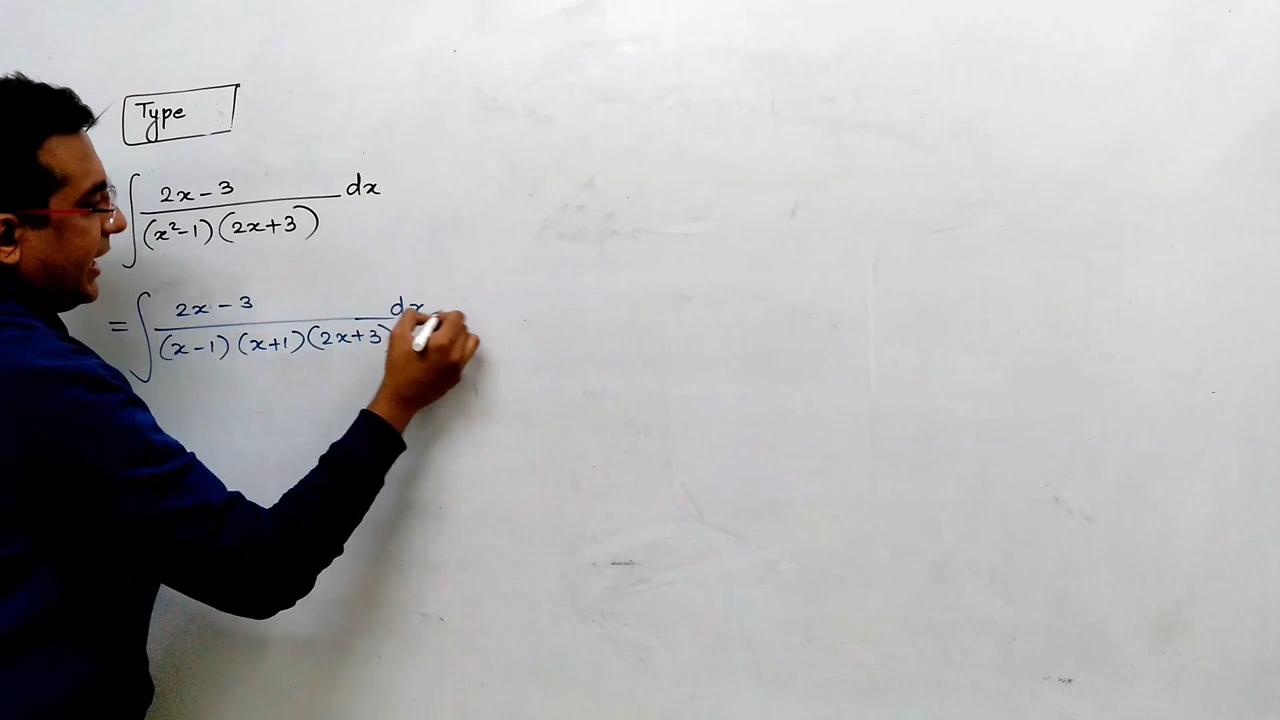 Type
∫ 2x - 3 / (x²-1)(2x+3) dx
= ∫ 2x - 3 / (x-1)(x+1)(2x+3) dx